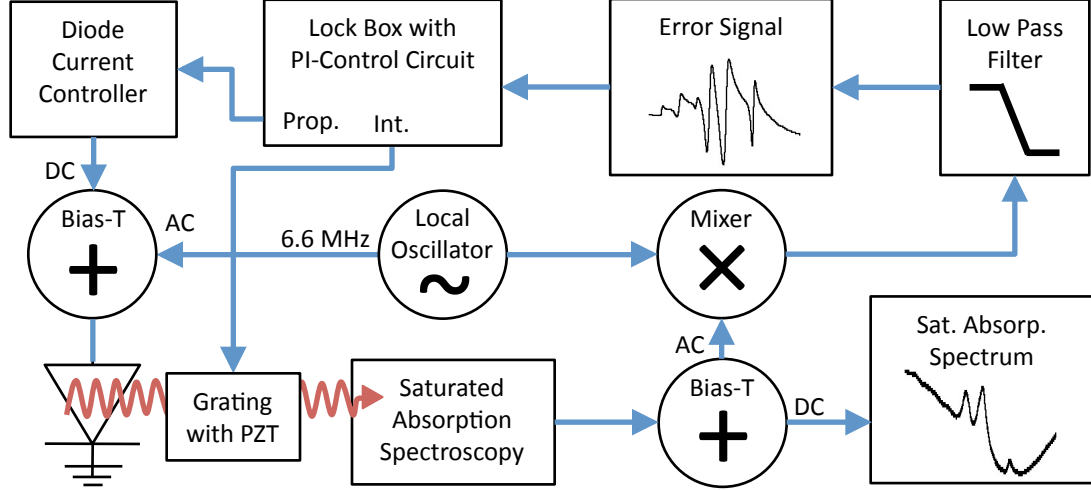 Diode
Current
Controller
Lock Box with
PI-Control Circuit
Prop.
Int.
Error Signal
Low Pass
Filter
DC
Bias-T
AC
6.6 MHz
Local
Oscillator
Mixer
AC
Sat. Absorp.
Spectrum
Grating
with PZT
Saturated
Absorption
Spectroscopy
Bias-T
DC